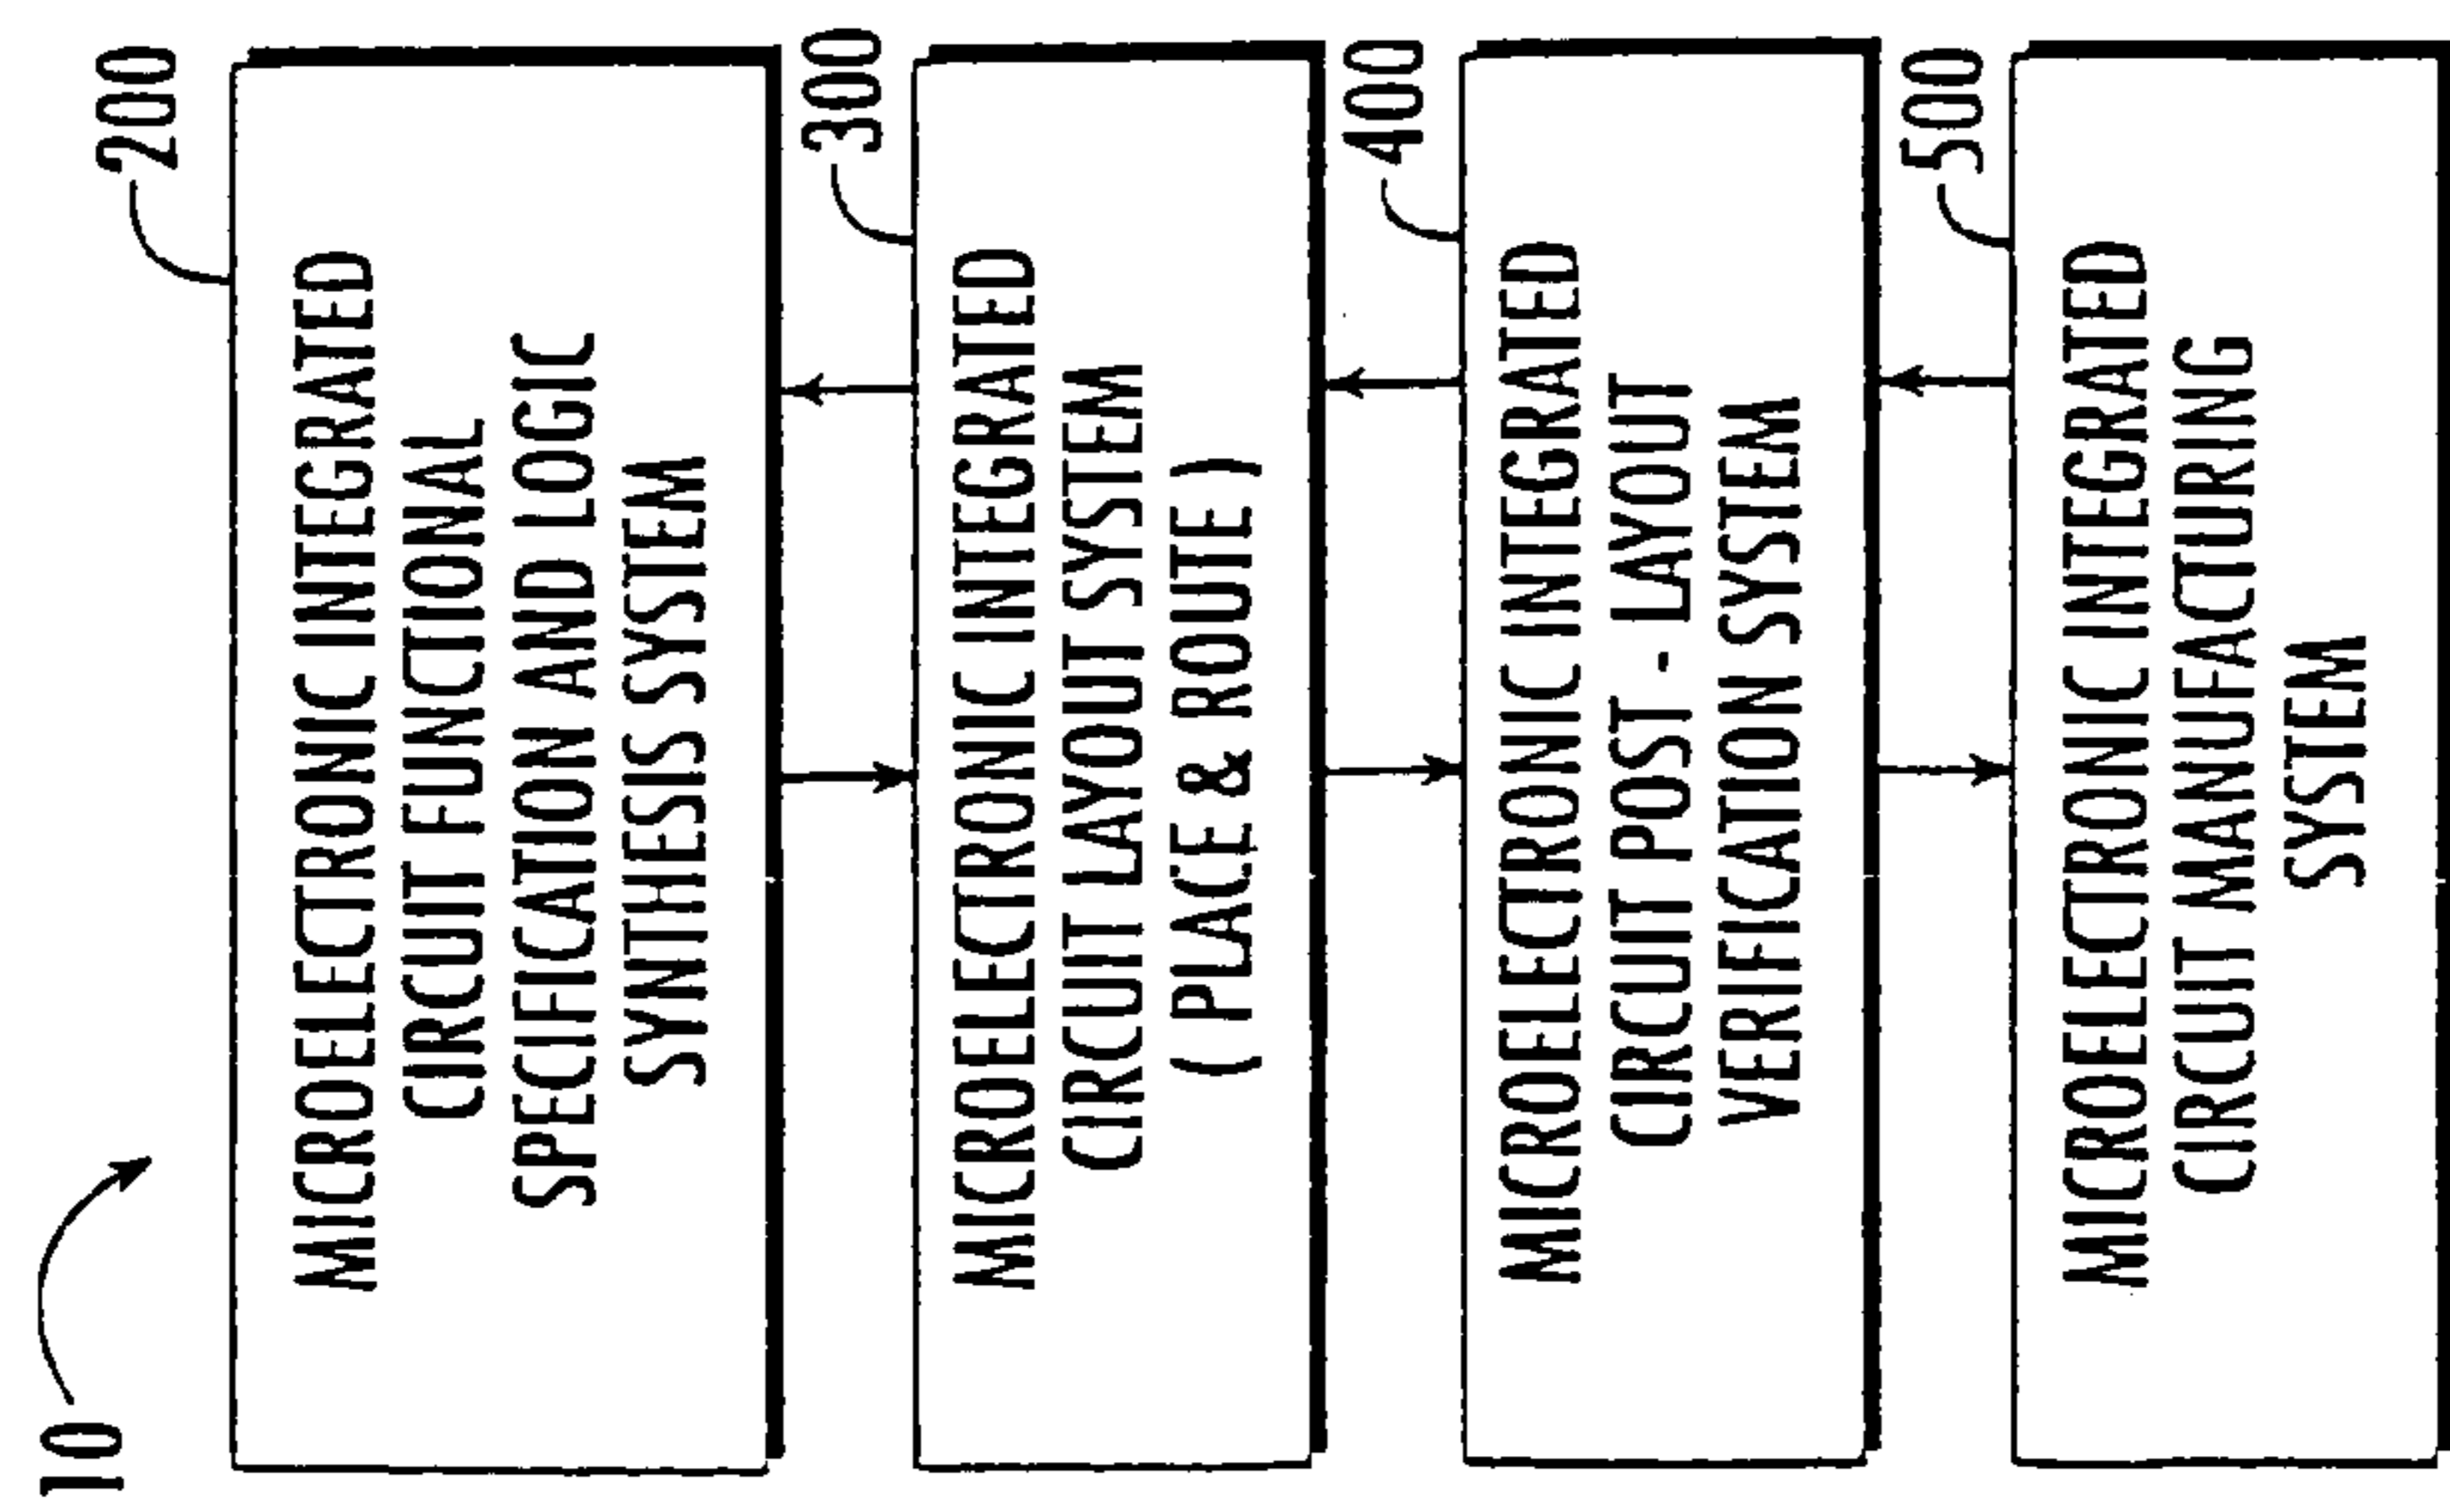 10
200
MICROELECTRONIC INTEGRATED
CIRCUIT FUNCTIONAL
SPECIFICATION AND LOGIC
SYNTHESIS SYSTEM
300
MICROELECTRONIC INTEGRATED
CIRCUIT LAYOUT SYSTEM
( PLACE & ROUTE )
400
MICROELECTRONIC INTEGRATED
CIRCUIT POST - LAYOUT
VERIFICATION SYSTEM
500
MICROELECTRONIC INTEGRATED
CIRCUIT MANUFACTURING
SYSTEM